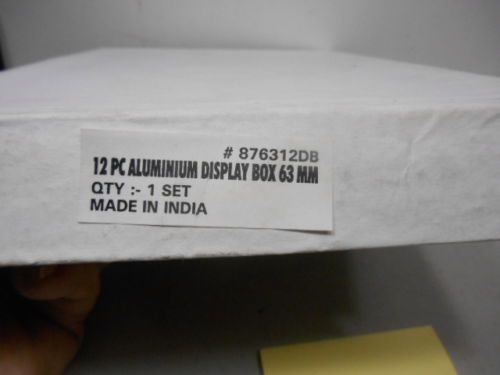 # 876312DB
12 PC ALUMINIUM DISPLAY BOX 63 MM
QTY :- 1 SET
MADE IN INDIA